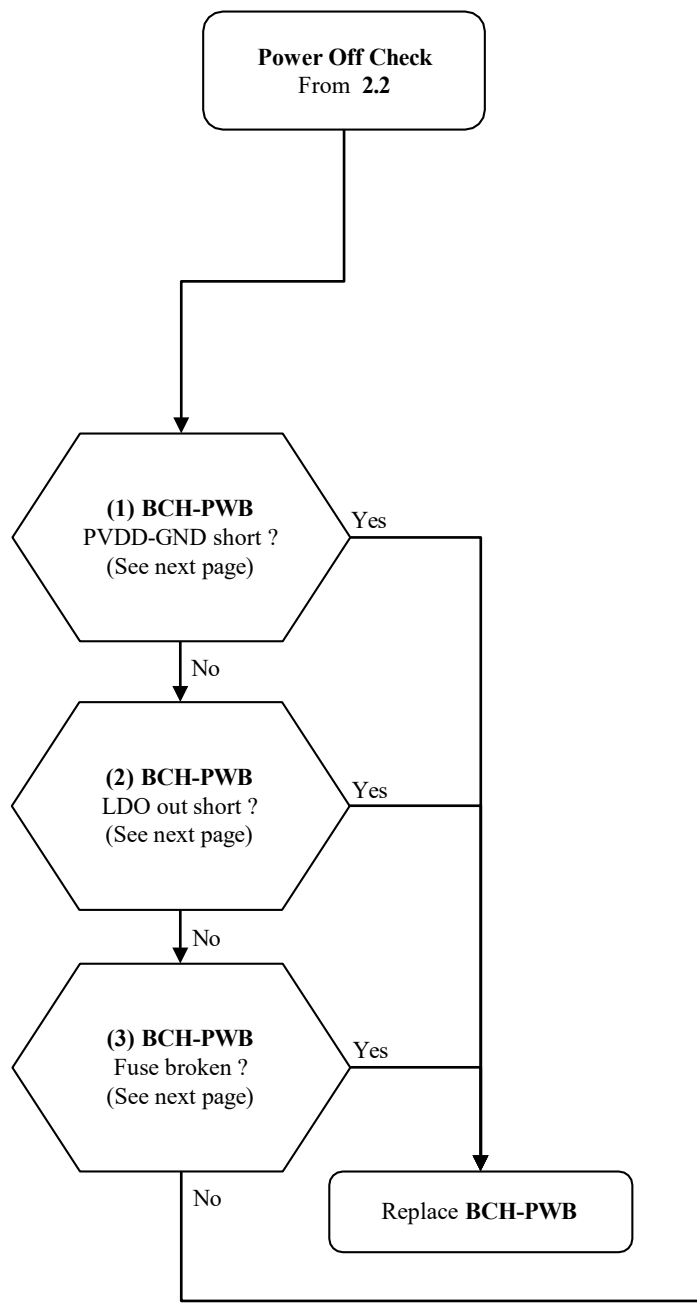 Power Off Check
From 2.2
(1) BCH-PWB
PVDD-GND short ?
(See next page)
Yes
No
(2) BCH-PWB
LDO out short ?
(See next page)
Yes
No
(3) BCH-PWB
Fuse broken ?
(See next page)
Yes
No
Replace BCH-PWB